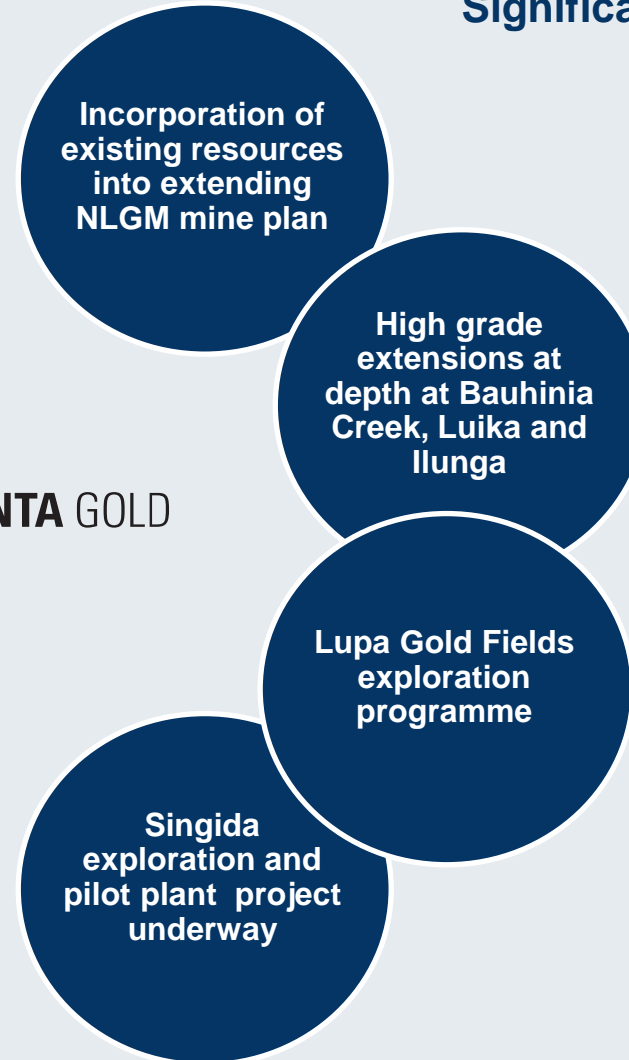 Significa
Incorporation of
existing resources
into extending
NLGM mine plan
High grade
extensions at
depth at Bauhinia
Creek, Luika and
Ilunga
NTA GOLD
Lupa Gold Fields
exploration
programme
Singida
exploration and
pilot plant project
underway